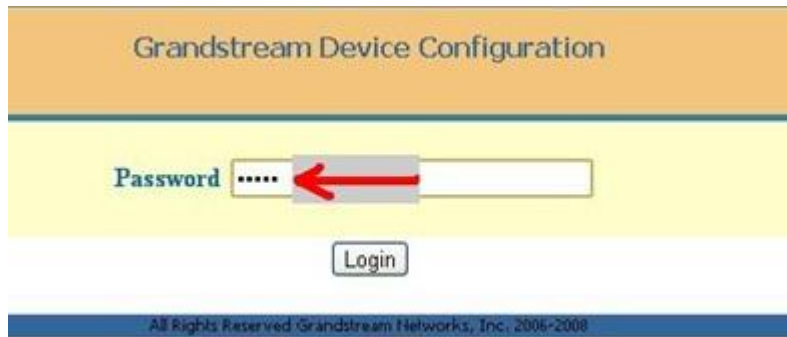 Grandstream Device Configuration
Password •••••
Login
All Rights Reserved Grandstream Networks, Inc. 2006-2008